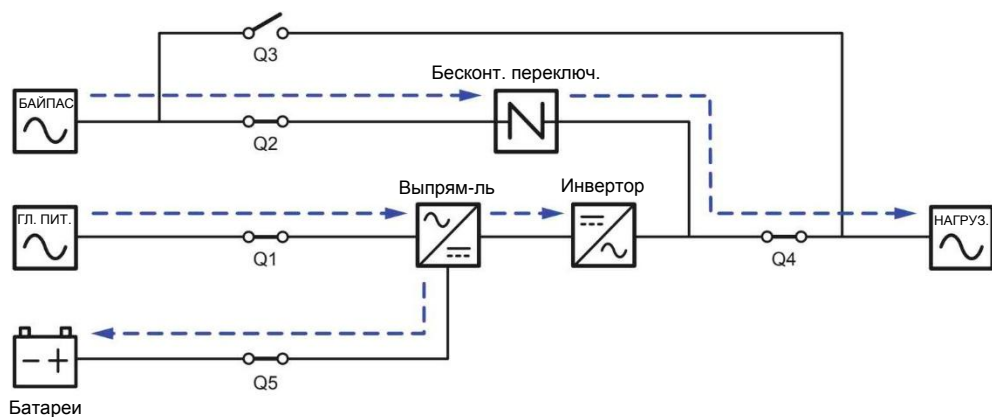 Q3
Бесконт. переключ.
БАЙПАС
Q2
Выпрям-ль
Инвертор
ГЛ. ПИТ.
НАГРУЗ.
Q1
Q4
Q5
Батареи